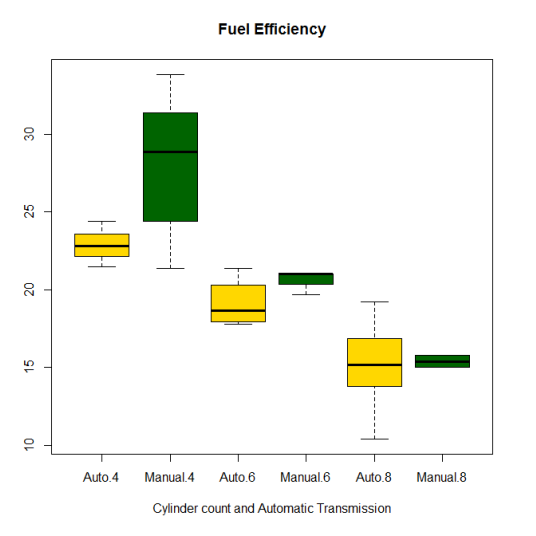 Fuel Efficiency
30
25
20
15
10
Auto.4 Manual.4 Auto.6 Manual.6 Auto.8 Manual.8
Cylinder count and Automatic Transmission